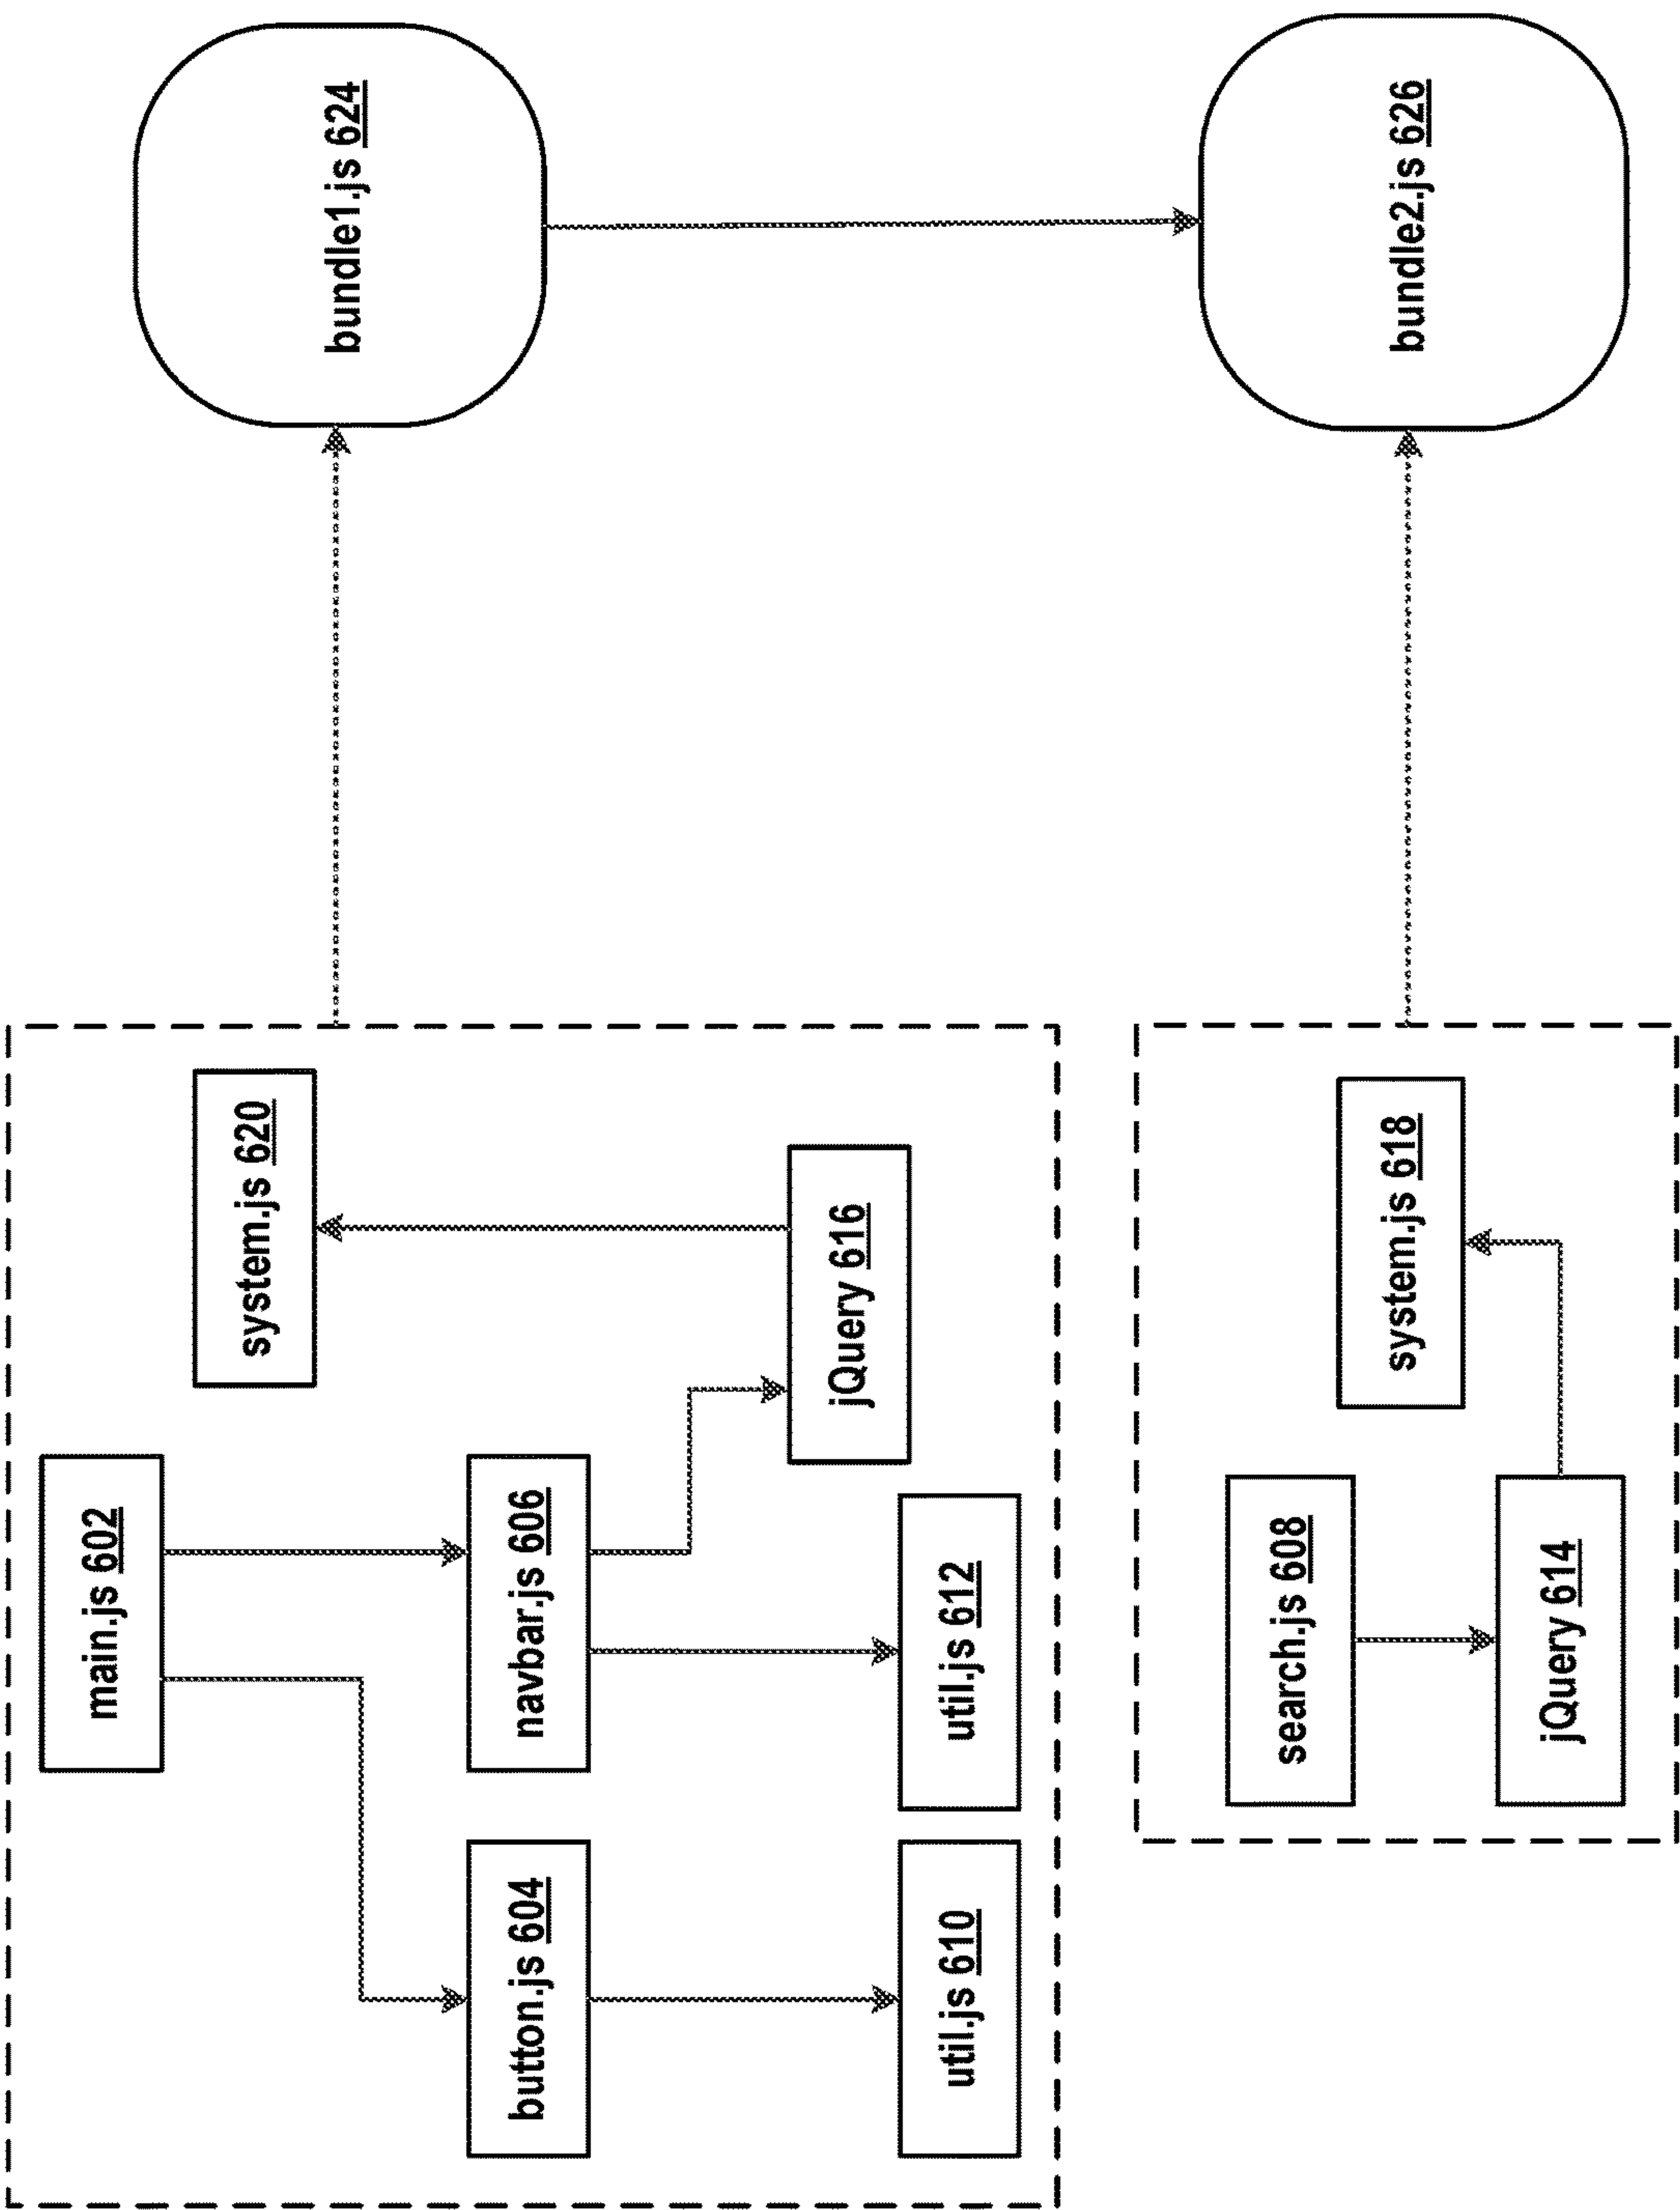 main.js 602
system.js 620
button.js 604
navbar.js 606
jQuery 616
util.js 610
util.js 612
search.js 608
system.js 618
jQuery 614
bundle1.js 624
bundle2.js 626